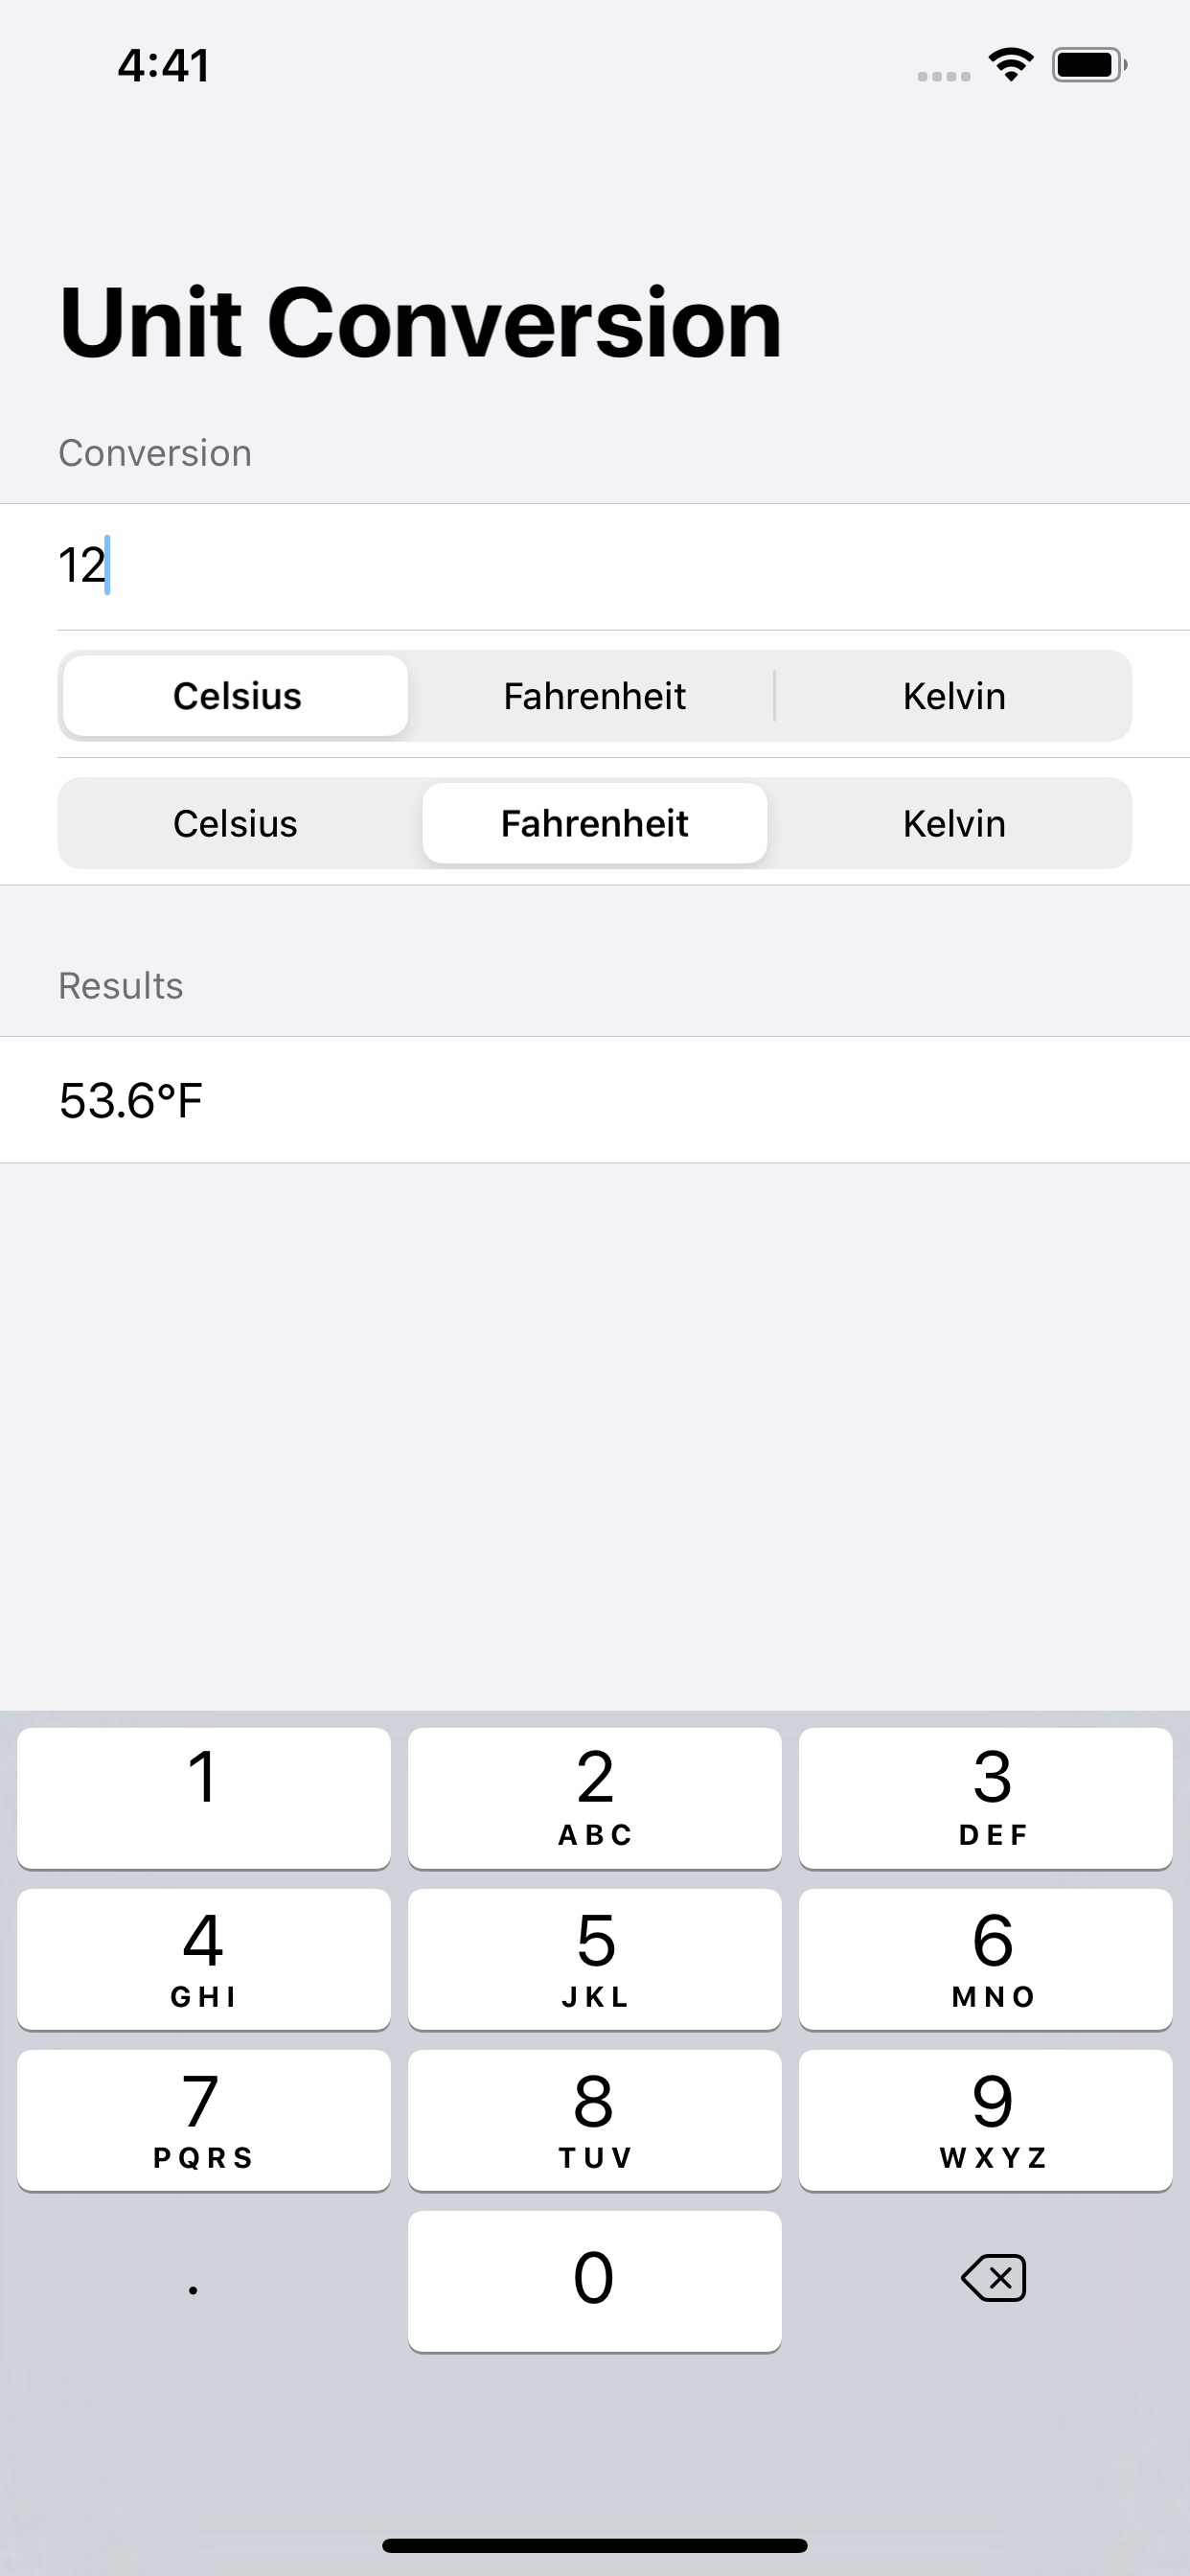 4:41
Unit Conversion
Conversion
12
Celsius Fahrenheit Kelvin
Celsius Fahrenheit Kelvin
Results
53.6°F
1 2 3
ABC DEF
4 5 6
GHI JKL MNO
7 8 9
PQRS TUV WXYZ
. 0